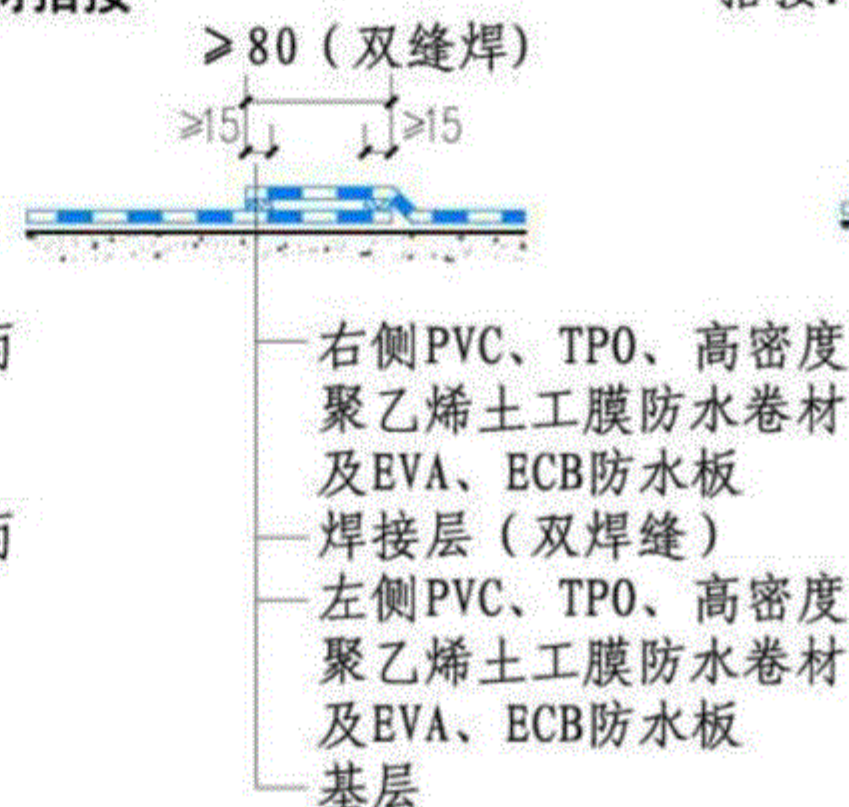 ≥80（双缝焊）
≥15 ≥15
右侧PVC、TPO、高密度
聚乙烯土工膜防水卷材
及EVA、ECB防水板
焊接层（双焊缝）
左侧PVC、TPO、高密度
聚乙烯土工膜防水卷材
及EVA、ECB防水板
基层